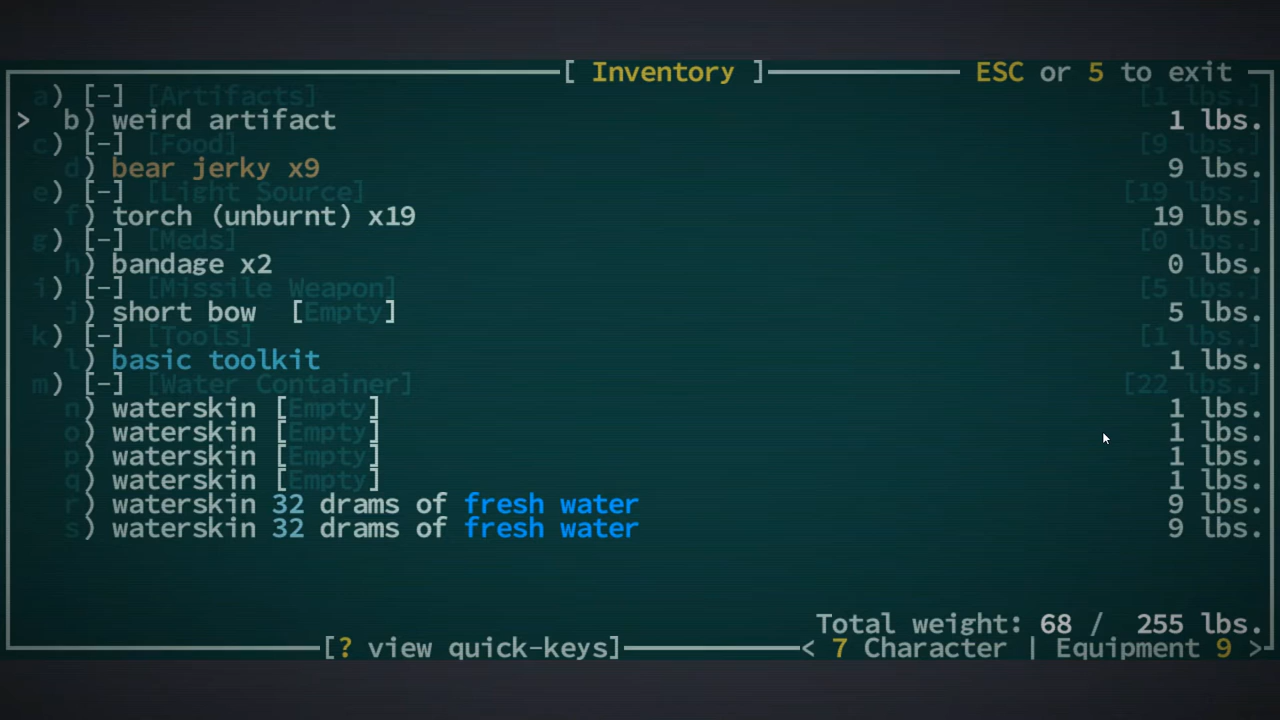 [ Inventory ] ESC or 5 to exit
a) [-] [Artifacts] [1 lbs.]
> b) weird artifact 1 lbs.
c) [-] [Food] [9 lbs.]
d) bear jerky x9 9 lbs.
e) [-] [Light Source] [19 lbs.]
f) torch (unburnt) x19 19 lbs.
g) [-] [Meds] [0 lbs.]
h) bandage x2 0 lbs.
i) [-] [Missile Weapon] [5 lbs.]
j) short bow [Empty] 5 lbs.
k) [-] [Tools] [1 lbs.]
l) basic toolkit 1 lbs.
m) [-] [Water Container] [22 lbs.]
n) waterskin [Empty] 1 lbs.
o) waterskin [Empty] 1 lbs.
p) waterskin [Empty] 1 lbs.
q) waterskin [Empty] 1 lbs.
r) waterskin 32 drams of fresh water 9 lbs.
s) waterskin 32 drams of fresh water 9 lbs.
Total weight: 68 / 255 lbs.
[? view quick-keys] < 7 Character | Equipment 9 >